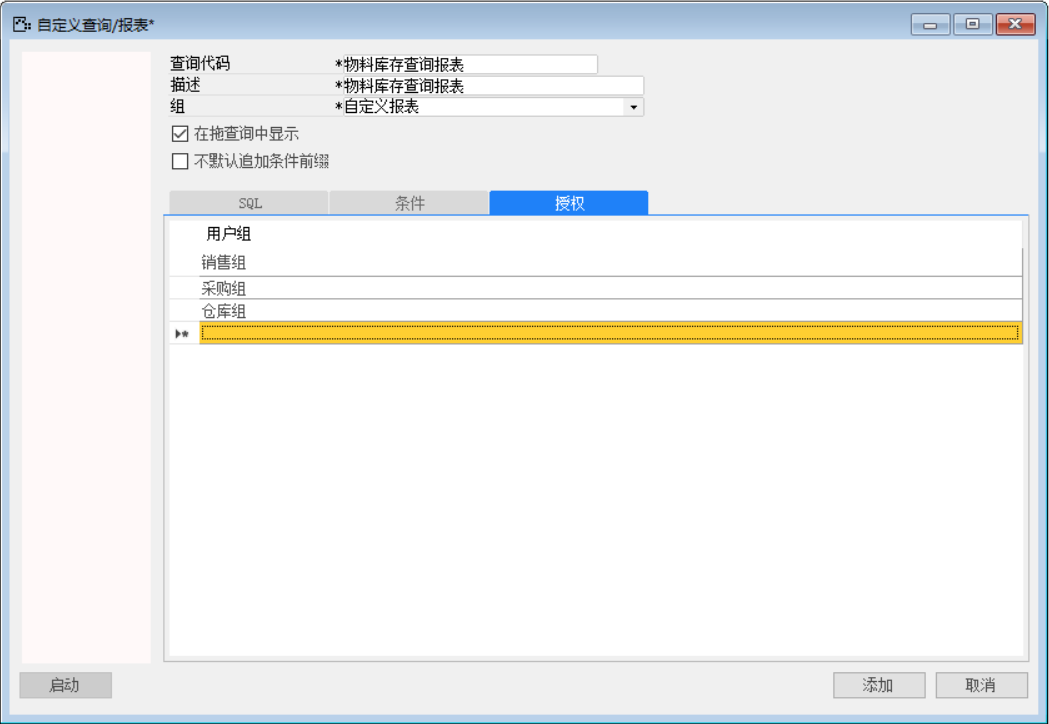 自定义查询/报表*
查询代码 *物料库存查询报表
描述 *物料库存查询报表
组 *自定义报表
在拖查询中显示
不默认追加条件前缀
SQL 条件 授权
用户组
销售组
采购组
仓库组
启动 添加 取消